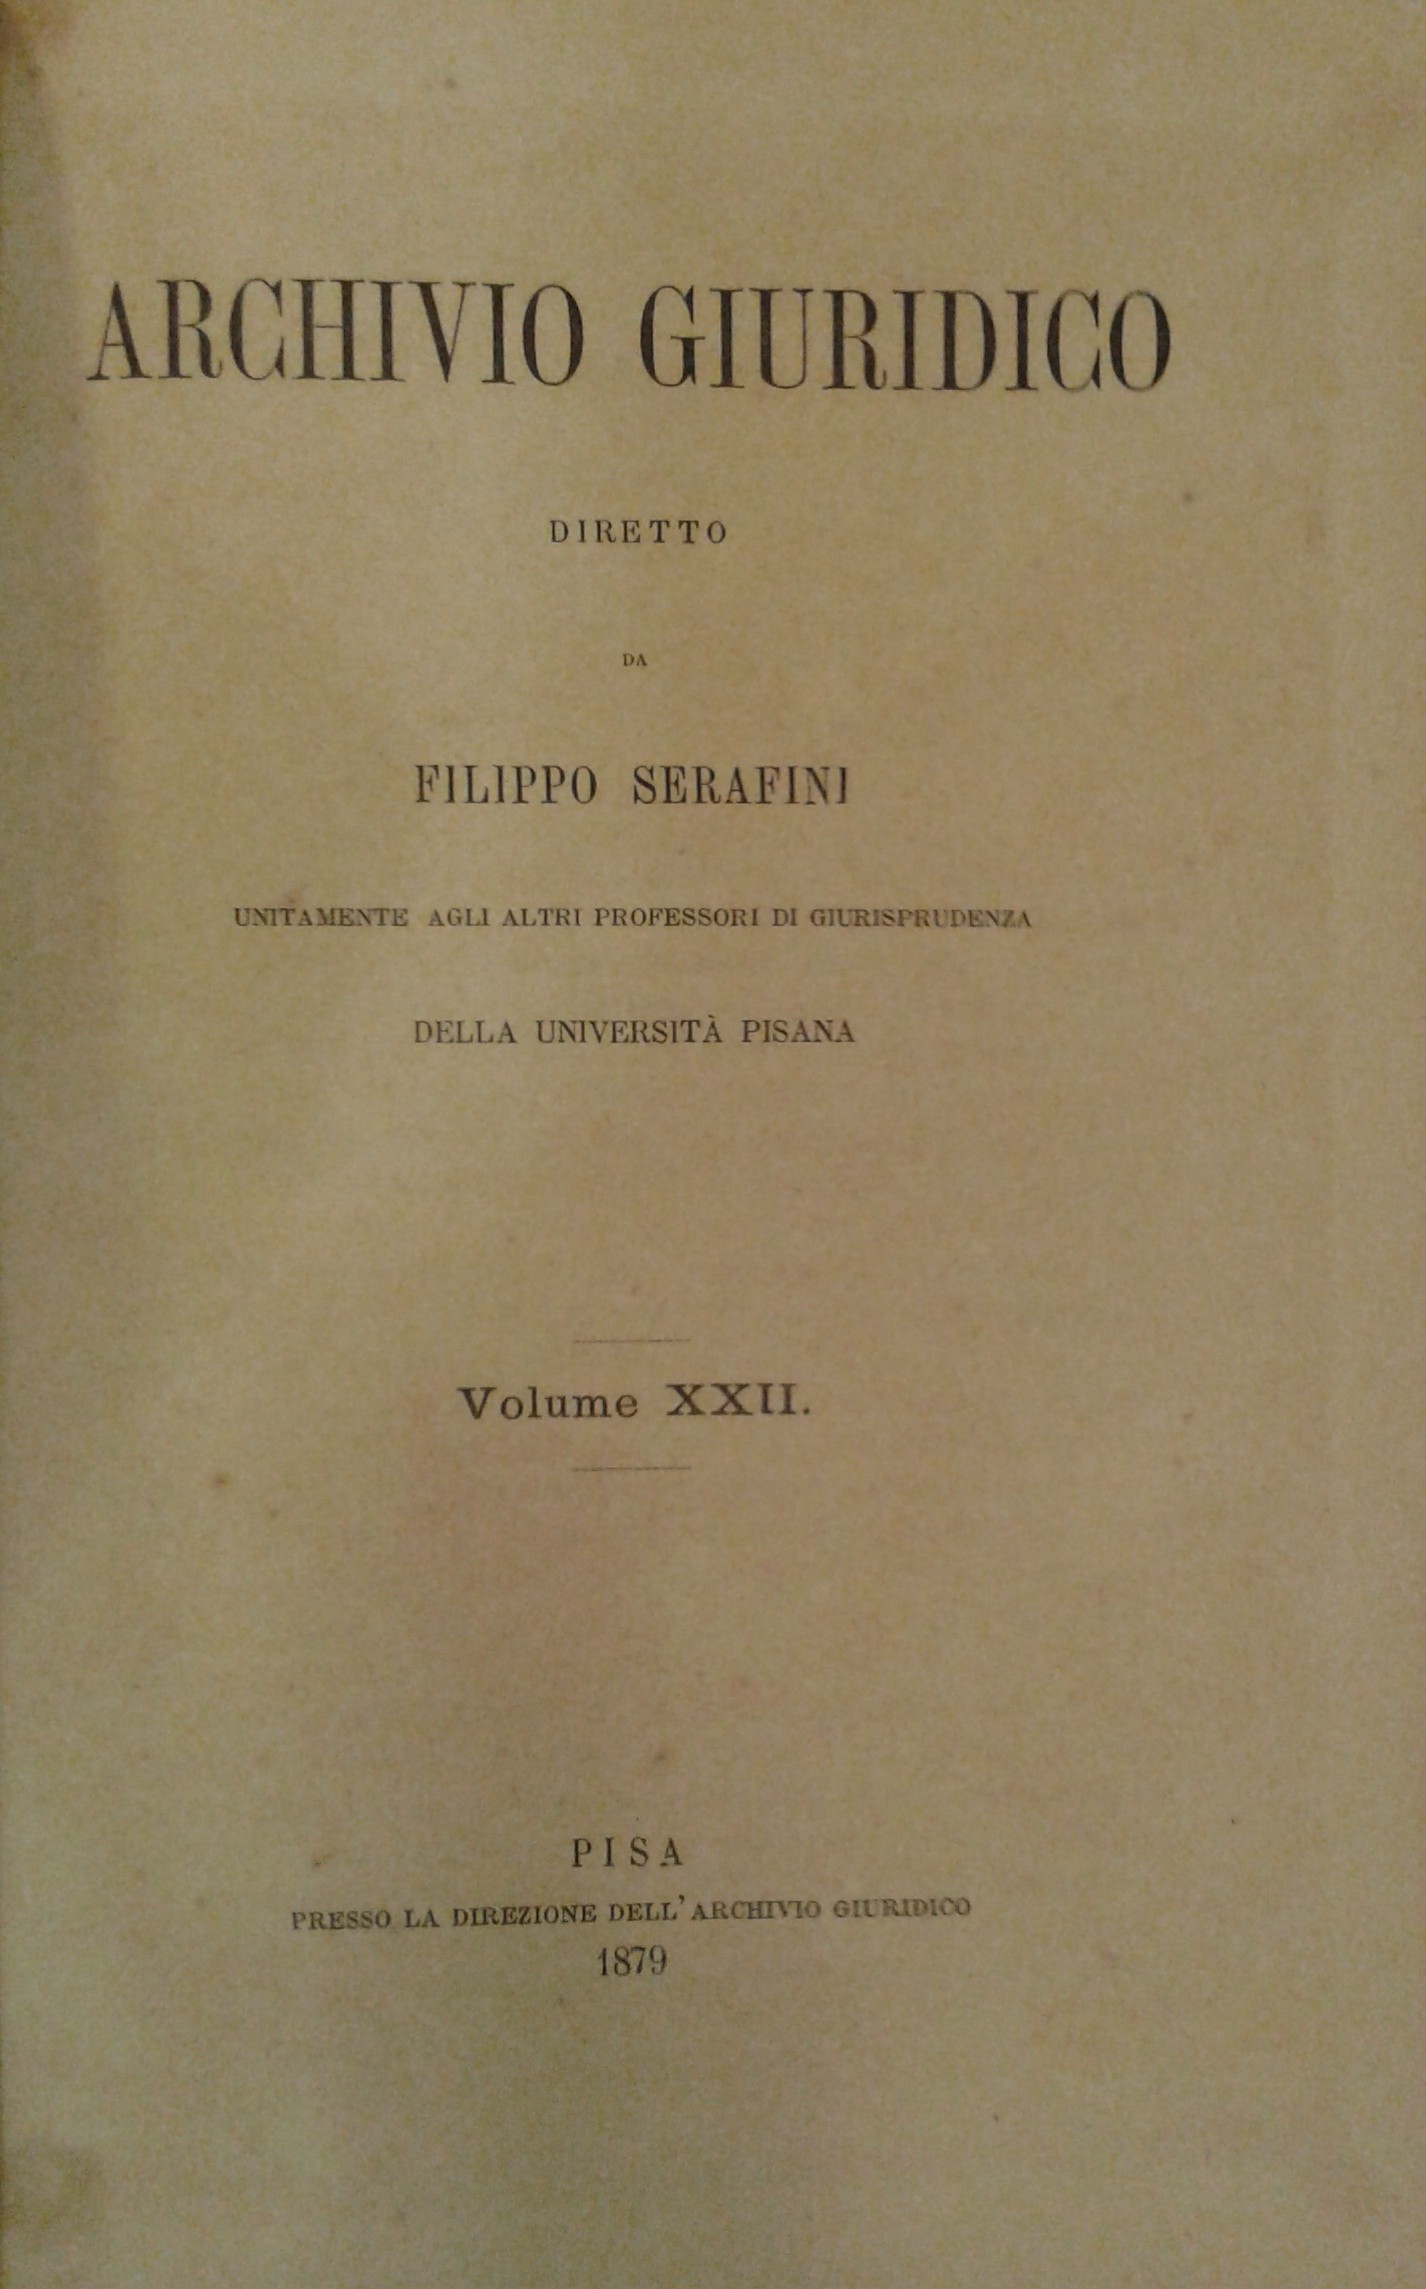 ARCHIVIO GIURIDICO
DIRETTO
DA
FILIPPO SERAFINI
UNITAMENTE AGLI ALTRI PROFESSORI DI GIURISPRUDENZA
DELLA UNIVERSITÀ PISANA
Volume XXII.
PISA
PRESSO LA DIREZIONE DELL'ARCHIVIO GIURIDICO
1879